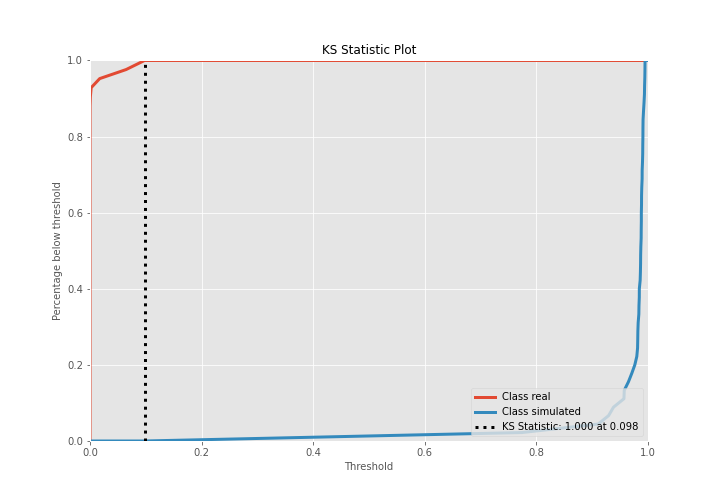 KS Statistic Plot
Percentage below threshold
1.0
0.8
0.6
0.4
0.2
0.0
0.0 0.2 0.4 0.6 0.8 1.0
Threshold
Class real
Class simulated
KS Statistic: 1.000 at 0.098